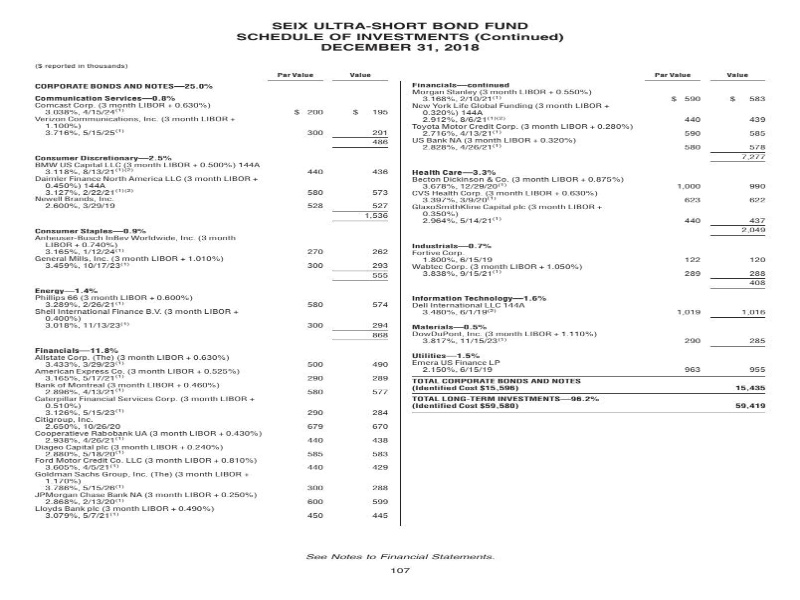 SEIX ULTRA-SHORT BOND FUND
SCHEDULE OF INVESTMENTS (Continued)
DECEMBER 31, 2018
($ reported in thousands)
Par Value Value
CORPORATE BONDS AND NOTES—25.0%
Communication Services—0.8%
Comcast Corp. (3 month LIBOR + 0.630%)
3.038%, 4/15/24(1) $ 200 $ 195
Verizon Communications, Inc. (3 month LIBOR +
1.100%)
3.716%, 5/15/25(1) 300 291
486
Consumer Discretionary—2.5%
BMW US Capital LLC (3 month LIBOR + 0.500%) 144A
3.118%, 8/13/21(1)(2) 440 436
Daimler Finance North America LLC (3 month LIBOR +
0.450%) 144A
3.127%, 2/22/21(1)(2) 580 573
Newell Brands, Inc.
2.600%, 3/29/19 528 527
1,536
Consumer Staples—0.9%
Anheuser-Busch InBev Worldwide, Inc. (3 month
LIBOR + 0.740%)
3.165%, 1/12/24(1) 270 262
General Mills, Inc. (3 month LIBOR + 1.010%)
3.459%, 10/17/23(1) 300 293
555
Energy—1.4%
Phillips 66 (3 month LIBOR + 0.600%)
3.289%, 2/26/21(1) 580 574
Shell International Finance B.V. (3 month LIBOR +
0.400%)
3.018%, 11/13/23(1) 300 294
868
Financials—11.8%
Allstate Corp. (The) (3 month LIBOR + 0.630%)
3.433%, 3/29/23(1) 500 490
American Express Co. (3 month LIBOR + 0.525%)
3.165%, 5/17/21(1) 290 289
Bank of Montreal (3 month LIBOR + 0.460%)
2.896%, 4/13/21(1) 580 577
Caterpillar Financial Services Corp. (3 month LIBOR +
0.510%)
3.126%, 5/15/23(1) 290 284
Citigroup, Inc.
2.650%, 10/26/20 679 670
Cooperatieve Rabobank UA (3 month LIBOR + 0.430%)
2.938%, 4/26/21(1) 440 438
Diageo Capital plc (3 month LIBOR + 0.240%)
2.880%, 5/18/20(1) 585 583
Ford Motor Credit Co. LLC (3 month LIBOR + 0.810%)
3.605%, 4/5/21(1) 440 429
Goldman Sachs Group, Inc. (The) (3 month LIBOR +
1.170%)
3.786%, 5/15/26(1) 300 288
JPMorgan Chase Bank NA (3 month LIBOR + 0.250%)
2.868%, 2/13/20(1) 600 599
Lloyds Bank plc (3 month LIBOR + 0.490%)
3.079%, 5/7/21(1) 450 445
Par Value Value
Financials—continued
Morgan Stanley (3 month LIBOR + 0.550%)
3.168%, 2/10/21(1) $ 590 $ 583
New York Life Global Funding (3 month LIBOR +
0.320%) 144A
2.912%, 8/6/21(1)(2) 440 439
Toyota Motor Credit Corp. (3 month LIBOR + 0.280%)
2.716%, 4/13/21(1) 590 585
US Bank NA (3 month LIBOR + 0.320%)
2.828%, 4/26/21(1) 580 578
7,277
Health Care—3.3%
Becton Dickinson & Co. (3 month LIBOR + 0.875%)
3.678%, 12/29/20(1) 1,000 990
CVS Health Corp. (3 month LIBOR + 0.630%)
3.397%, 3/9/20(1) 623 622
GlaxoSmithKline Capital plc (3 month LIBOR +
0.350%)
2.964%, 5/14/21(1) 440 437
2,049
Industrials—0.7%
Fortive Corp.
1.800%, 6/15/19 122 120
Wabtec Corp. (3 month LIBOR + 1.050%)
3.838%, 9/15/21(1) 289 288
408
Information Technology—1.6%
Dell International LLC 144A
3.480%, 6/1/19(2) 1,019 1,016
Materials—0.5%
DowDuPont, Inc. (3 month LIBOR + 1.110%)
3.817%, 11/15/23(1) 290 285
Utilities—1.5%
Emera US Finance LP
2.150%, 6/15/19 963 955
TOTAL CORPORATE BONDS AND NOTES
(Identified Cost $15,598) 15,435
TOTAL LONG-TERM INVESTMENTS—96.2%
(Identified Cost $59,580) 59,419
See Notes to Financial Statements.
107